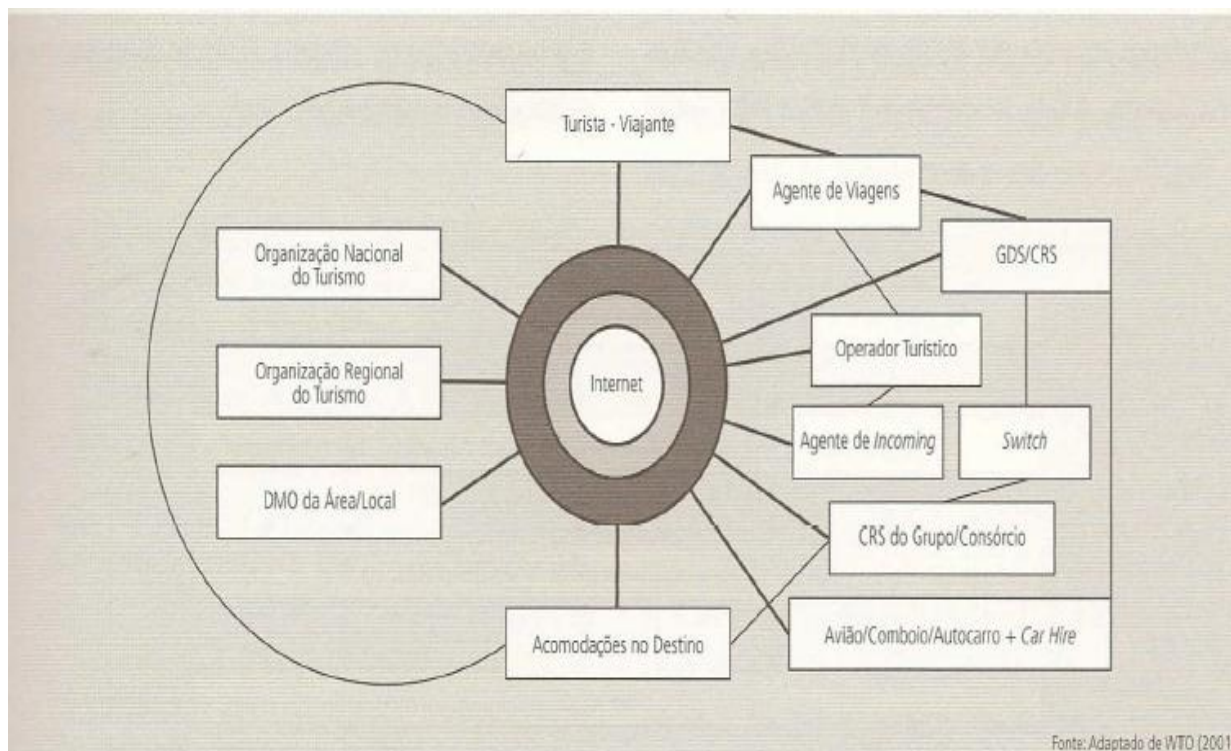 Turista - Viajante
Agente de Viagens
GDS/CRS
Organização Nacional
do Turismo
Operador Turístico
Organização Regional
do Turismo
Internet
Agente de Incoming
Switch
DMO da Área/Local
CRS do Grupo/Consórcio
Acomodações no Destino
Avião/Comboio/Autocarro + Car Hire
Fonte: Adaptado de WTO (2001